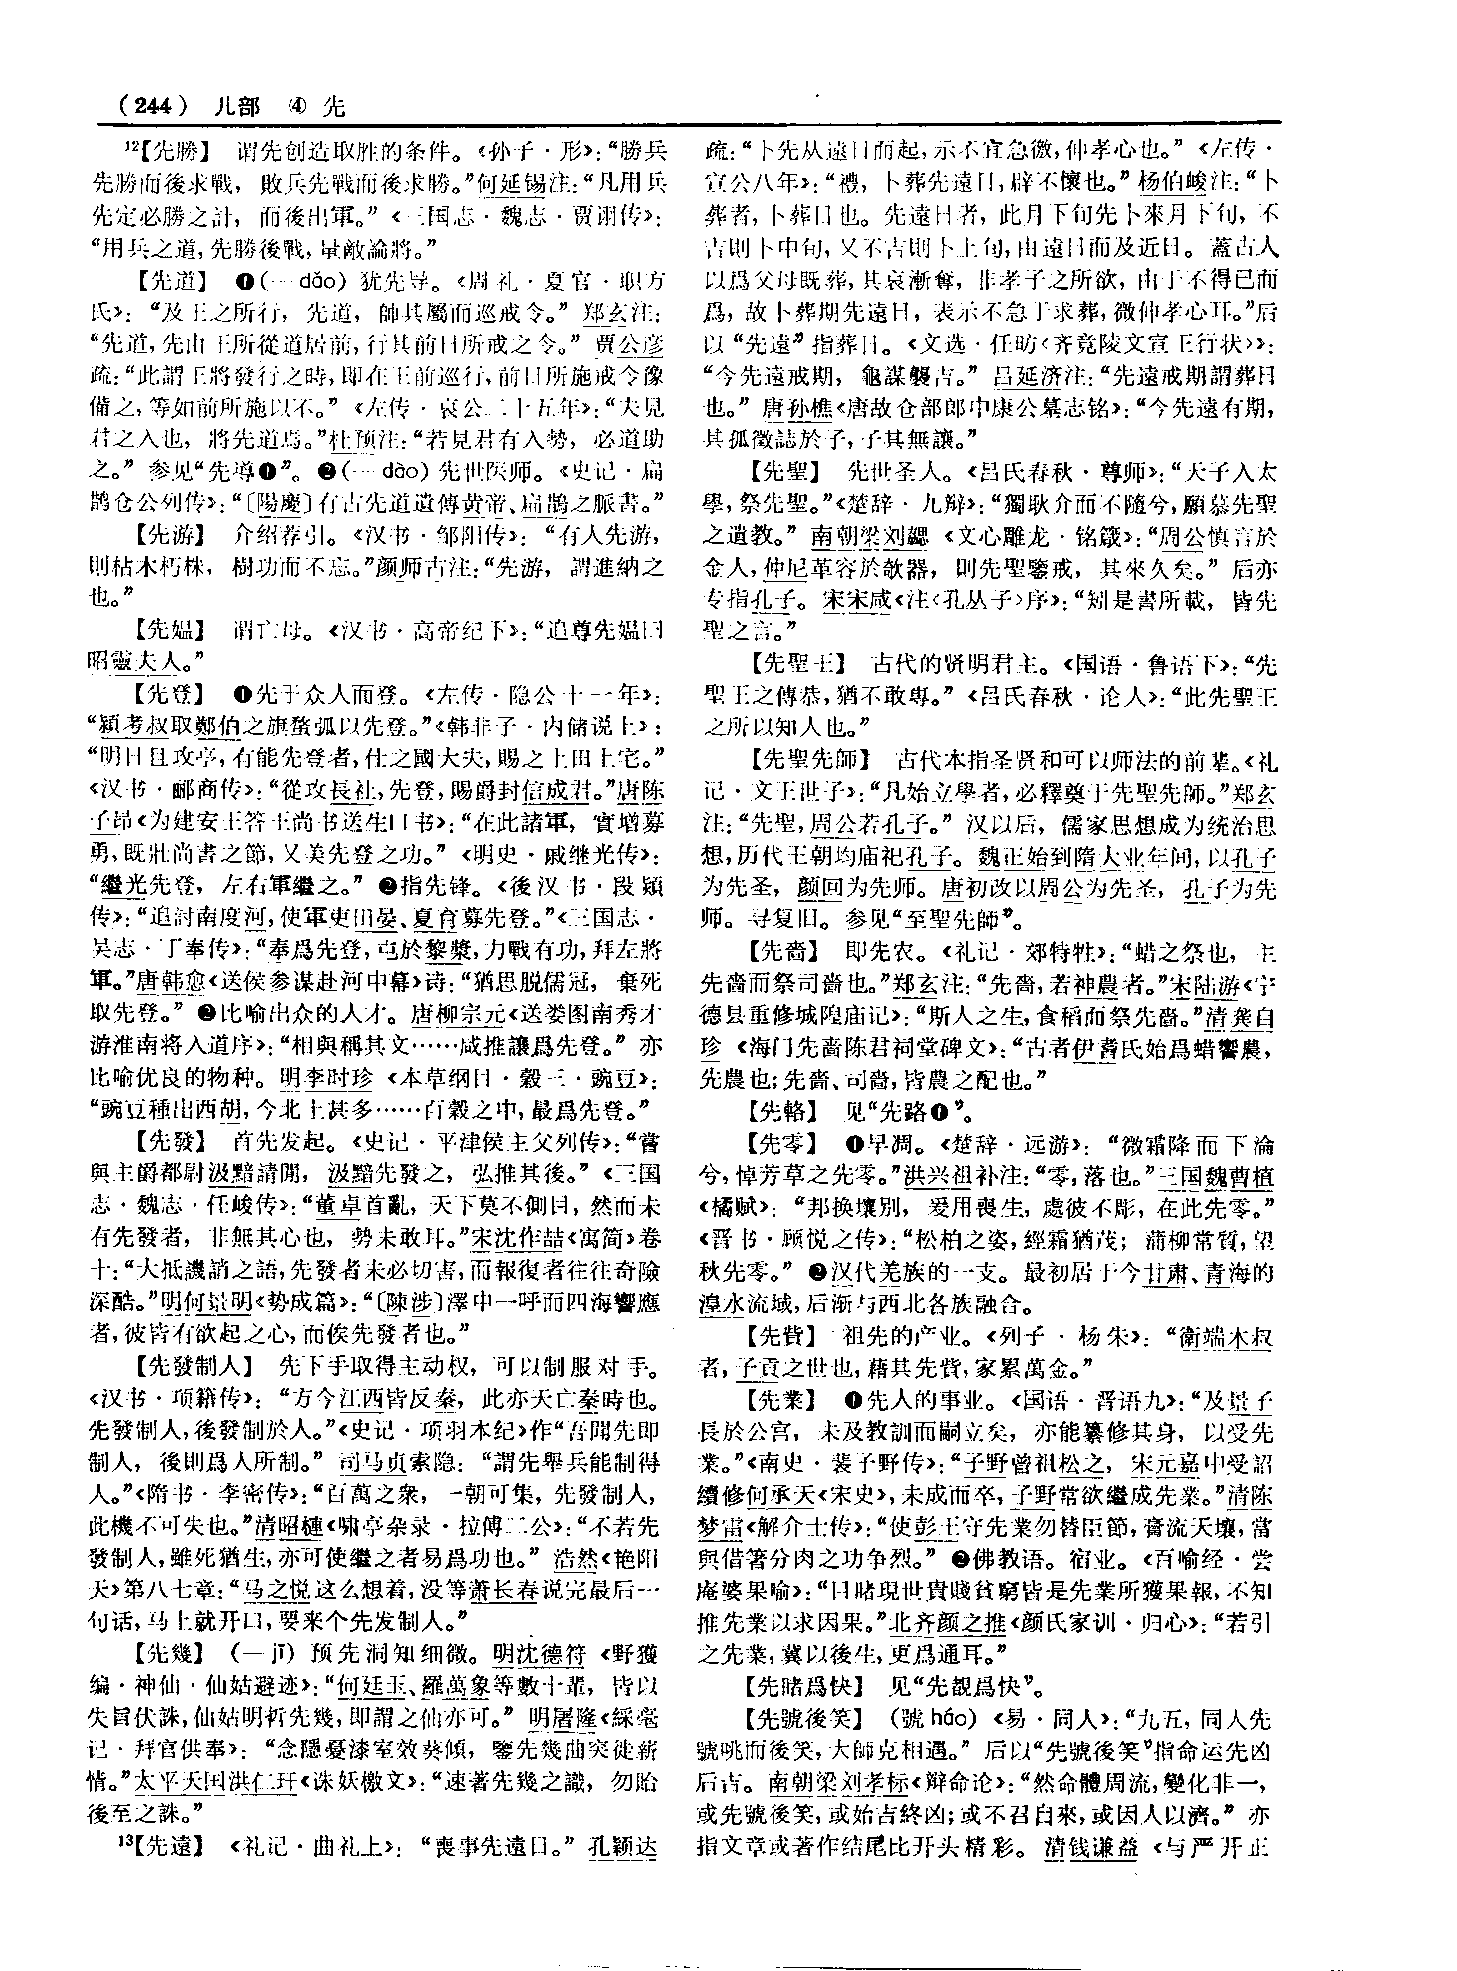 （244） 儿部 ④ 先
12【先勝】 谓先创造取胜的条件。《孙子·形》：“勝兵
先勝而後求戰，敗兵先戰而後求勝。”何延锡注：“凡用兵
先定必勝之計，而後出軍。”《三国志·魏志·贾诩传》：
“用兵之道，先勝後戰，量敵論將。”
【先道】 ❶（—dǎo）犹先导。《周礼·夏官·职方
氏》：“及王之所行，先道，帥其屬而巡戒令。”郑玄注：
“先道，先由王所從道居前，行其前日所戒之令。”贾公彦
疏：“此謂王將發行之時，即在王前巡行，前日所施戒令豫
備之，等如前所施以不。”《左传·哀公二十五年》：“夫見
君之入也，將先道焉。”杜预注：“若見君有入勢，必道助
之。”参见“先導❶”。❷（—dào）先世医师。《史记·扁
鹊仓公列传》：“〔陽慶〕有古先道遺傳黄帝、扁鵲之脈書。”
【先游】 介绍荐引。《汉书·邹阳传》：“有人先游，
則枯木朽株，樹功而不忘。”颜师古注：“先游，謂進納之
也。”
【先媪】 谓亡母。《汉书·高帝纪下》：“追尊先媪曰
昭靈夫人。”
【先登】 ❶先于众人而登。《左传·隐公十一年》：
“潁考叔取鄭伯之旗蝥弧以先登。”《韩非子·内储说上》：
“明日且攻亭，有能先登者，仕之國大夫，賜之上田上宅。”
《汉书·郦商传》：“從攻長社，先登，賜爵封信成君。”唐陈
子昂《为建安王答王尚书送生口书》：“在此諸軍，實增募
勇，既壯尚書之節，又美先登之功。”《明史·戚继光传》：
“繼光先登，左右軍繼之。”❷指先锋。《後汉书·段颎
传》：“追討南度河，使軍吏田晏、夏育募先登。”《三国志·
吴志·丁奉传》：“奉爲先登，屯於黎漿，力戰有功，拜左將
軍。”唐韩愈《送侯参谋赴河中幕》诗：“猶思脱儒冠，棄死
取先登。”❷比喻出众的人才。唐柳宗元《送娄图南秀才
游淮南将入道序》：“相與稱其文……咸推讓爲先登。”亦
比喻优良的物种。明李时珍《本草纲目·穀三·豌豆》：
“豌豆種出西胡，今北土甚多……百穀之中，最爲先登。”
【先發】 首先发起。《史记·平津侯主父列传》：“嘗
與主爵都尉汲黯請閒，汲黯先發之，弘推其後。”《三国
志·魏志·任峻传》：“董卓首亂，天下莫不側目，然而未
有先發者，非無其心也，勢未敢耳。”宋沈作喆《寓简》卷
十：“大抵譏誚之語，先發者未必切害，而報復者往往奇險
深酷。”明何景明《势成篇》：“〔陳涉〕澤中一呼而四海響應
者，彼皆有欲起之心，而俟先發者也。”
【先發制人】 先下手取得主动权，可以制服对手。
《汉书·项籍传》：“方今江西皆反秦，此亦天亡秦時也。
先發制人，後發制於人。”《史记·项羽本纪》作“吾聞先即
制人，後則爲人所制。”司马贞索隐：“謂先舉兵能制得
人。”《隋书·李密传》：“百萬之衆，一朝可集，先發制人，
此機不可失也。”清昭槤《啸亭杂录·拉傅二公》：“不若先
發制人，雖死猶生，亦可使繼之者易爲功也。”浩然《艳阳
天》第八七章：“马之悦这么想着，没等萧长春说完最后一
句话，马上就开口，要来个先发制人。”
【先幾】（—jī）预先洞知细微。明沈德符《野獲
编·神仙·仙姑避迹》：“何廷玉、羅萬象等數十輩，皆以
失旨伏誅，仙姑明哲先幾，即謂之仙亦可。”明屠隆《綵毫
记·拜官供奉》：“念隱憂漆室效葵傾，鑒先幾曲突徙薪
情。”太平天国洪仁玕《诛妖檄文》：“速著先幾之識，勿貽
後至之誅。”
13【先遠】 《礼记·曲礼上》：“喪事先遠日。”孔颖达
疏：“卜先从遠日而起，示不宜急微，伸孝心也。”《左传·
宣公八年》：“禮，卜葬先遠日，辟不懷也。”杨伯峻注：“卜
葬者，卜葬日也。先遠日者，此月下旬先卜來月下旬，不
吉則卜中旬，又不吉則卜上旬，由遠日而及近日。蓋古人
以爲父母既葬，其哀漸奪，非孝子之所欲，由于不得已而
爲，故卜葬期先遠日，表示不急于求葬，微伸孝心耳。”后
以“先遠”指葬日。《文选·任昉〈齐竟陵文宣王行状〉》：
“今先遠戒期，龜謀襲吉。”吕延济注：“先遠戒期謂葬日
也。”唐孙樵《唐故仓部郎中康公墓志铭》：“今先遠有期，
其孤徵誌於予，予其無讓。”
【先聖】 先世圣人。《吕氏春秋·尊师》：“天子入太
學，祭先聖。”《楚辞·九辩》：“獨耿介而不隨兮，願慕先聖
之遺教。”南朝梁刘勰《文心雕龙·铭箴》：“周公慎言於
金人，仲尼革容於欹器，則先聖鑒戒，其來久矣。”后亦
专指孔子。宋宋咸《注〈孔丛子〉序》：“矧是書所載，皆先
聖之言。”
【先聖王】 古代的贤明君主。《国语·鲁语下》：“先
聖王之傳恭，猶不敢專。”《吕氏春秋·论人》：“此先聖王
之所以知人也。”
【先聖先師】 古代本指圣贤和可以师法的前辈。《礼
记·文王世子》：“凡始立學者，必釋奠于先聖先師。”郑玄
注：“先聖，周公若孔子。”汉以后，儒家思想成为统治思
想，历代王朝均庙祀孔子。魏正始到隋大业年间，以孔子
为先圣，颜回为先师。唐初改以周公为先圣，孔子为先
师。寻复旧。参见“至聖先師”。
【先嗇】 即先农。《礼记·郊特牲》：“蜡之祭也，主
先嗇而祭司嗇也。”郑玄注：“先嗇，若神農者。”宋陆游《宁
德县重修城隍庙记》：“斯人之生，食稻而祭先嗇。”清龚自
珍《海门先啬陈君祠堂碑文》：“古者伊耆氏始爲蜡饗農，
先農也；先嗇、司嗇，皆農之配也。”
【先輅】 见“先路❶”。
【先零】 ❶早凋。《楚辞·远游》：“微霜降而下淪
兮，悼芳草之先零。”洪兴祖补注：“零，落也。”三国魏曹植
《橘赋》：“邦换壤別，爰用喪生，處彼不彫，在此先零。”
《晋书·顾悦之传》：“松柏之姿，經霜猶茂；蒲柳常質，望
秋先零。”❷汉代羌族的一支。最初居于今甘肃、青海的
湟水流域，后渐与西北各族融合。
【先貲】 祖先的产业。《列子·杨朱》：“衛端木叔
者，子貢之世也，藉其先貲，家累萬金。”
【先業】 ❶先人的事业。《国语·晋语九》：“及景子
長於公宫，未及教訓而嗣立矣，亦能纂修其身，以受先
業。”《南史·裴子野传》：“子野曾祖松之，宋元嘉中受詔
續修何承天《宋史》，未成而卒，子野常欲繼成先業。”清陈
梦雷《解介士传》：“使彭王守先業勿替臣節，膏流天壤，當
與借箸分肉之功争烈。”❷佛教语。宿业。《百喻经·尝
庵婆果喻》：“目睹現世貴賤貧窮皆是先業所獲果報，不知
推先業以求因果。”北齐颜之推《颜氏家训·归心》：“若引
之先業，冀以後生，更爲通耳。”
【先睹爲快】 见“先覩爲快”。
【先號後笑】（號háo）《易·同人》：“九五，同人先
號咷而後笑，大師克相遇。”后以“先號後笑”指命运先凶
后吉。南朝梁刘孝标《辩命论》：“然命體周流，變化非一，
或先號後笑，或始吉終凶；或不召自來，或因人以濟。”亦
指文章或著作结尾比开头精彩。清钱谦益《与严开正